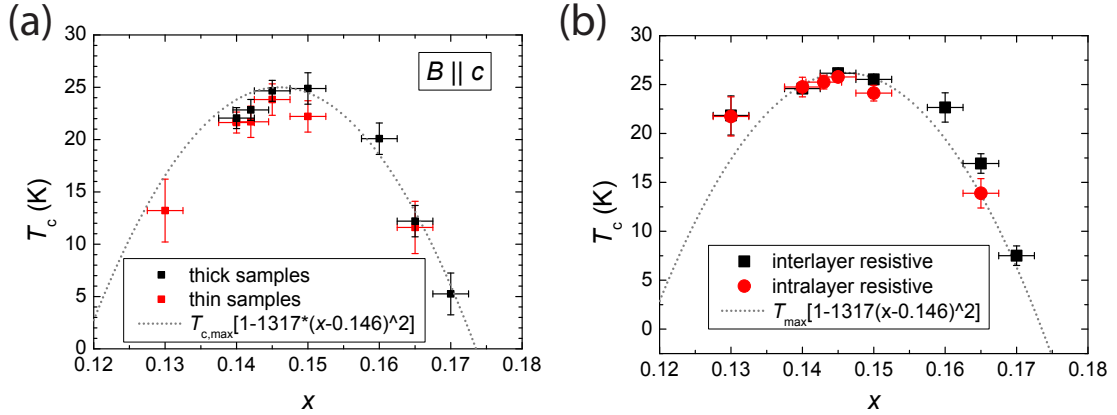 (a)
30
25
20
15
10
5
0
T_c (K)
B || c
thick samples
thin samples
T_c,max[1-1317*(x-0.146)^2]
0.12 0.13 0.14 0.15 0.16 0.17 0.18
x
(b)
30
25
20
15
10
5
0
T_c (K)
interlayer resistive
intralayer resistive
T_max[1-1317(x-0.146)^2]
0.12 0.13 0.14 0.15 0.16 0.17 0.18
x